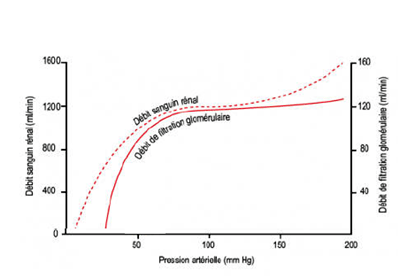 1600
1200
800
400
0
Débit sanguin rénal (ml/min)
Débit sanguin rénal
Débit de filtration glomérulaire
160
120
80
40
Débit de filtration glomérulaire (ml/min)
50
100
150
200
Pression artérielle (mm Hg)